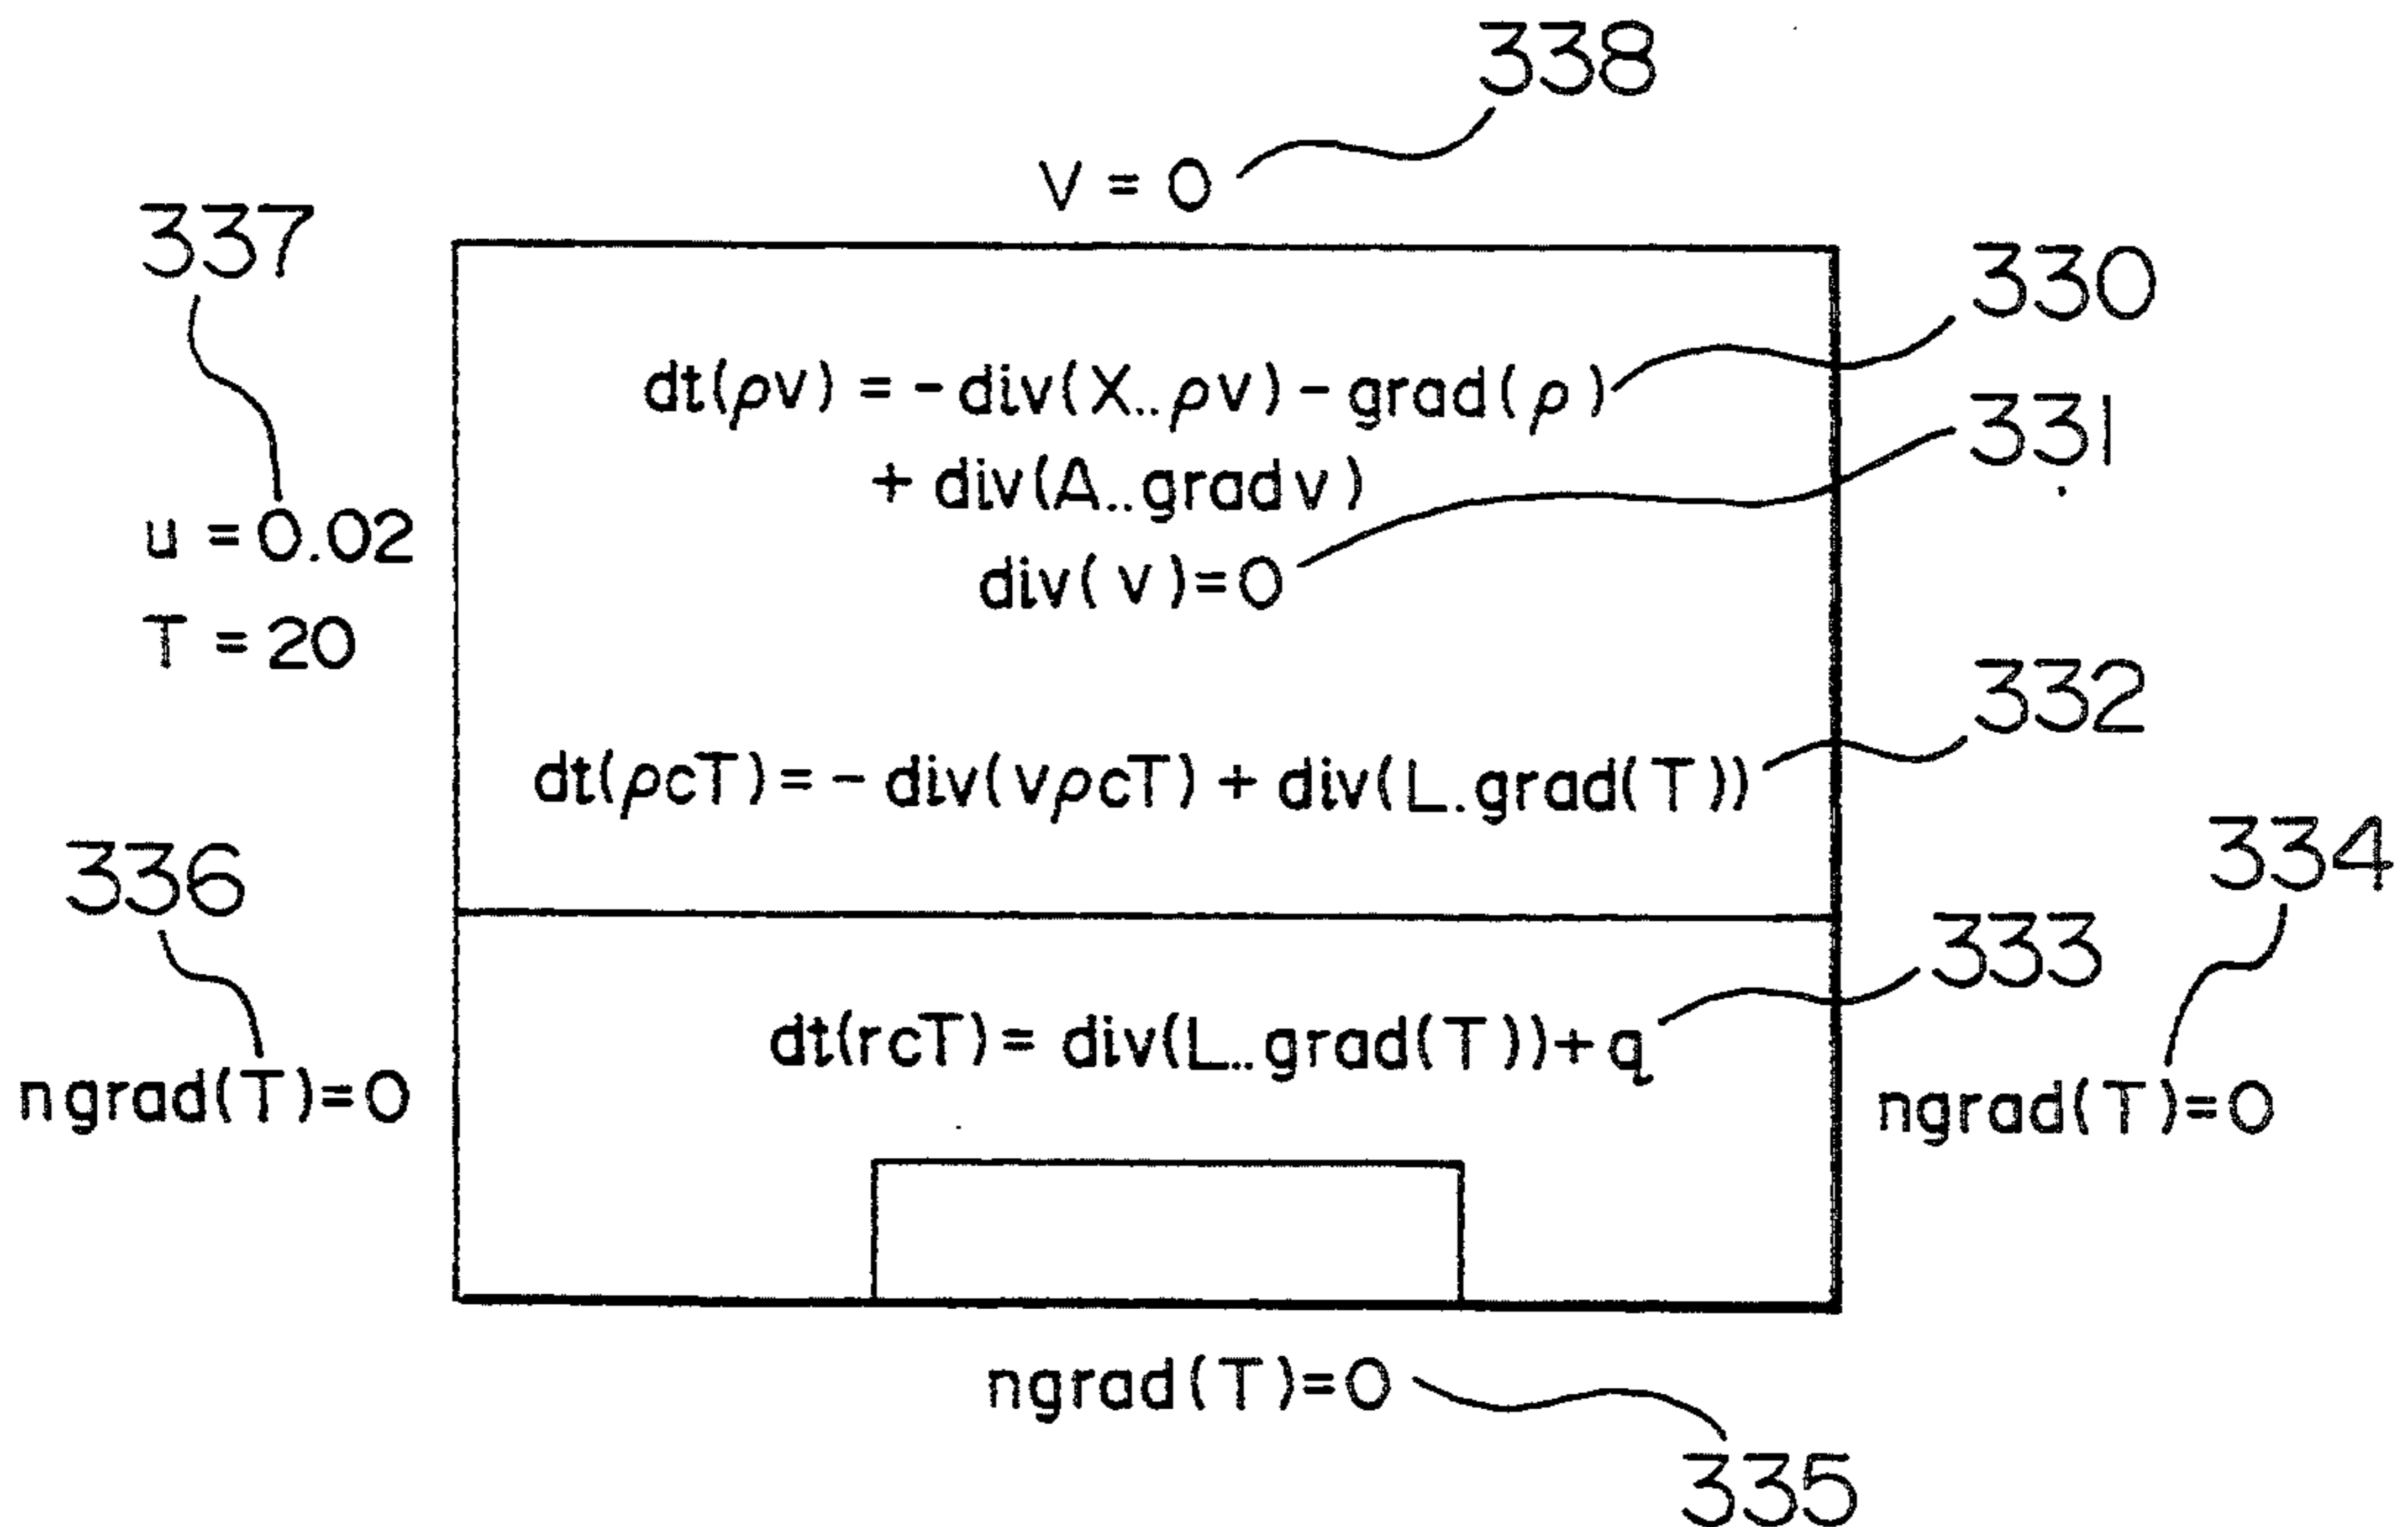 338
V = 0
337
330
dt(ρv) = -div(X..ρv) - grad(ρ)
331
+ div(A..grad v)
u = 0.02
div(v)=0
T = 20
332
dt(ρcT) = - div(vρcT) + div(L.grad(T))
336
334
333
dt(rcT)= div(L..grad(T))+q
ngrad(T)=0
ngrad(T)=0
ngrad(T)=0
335